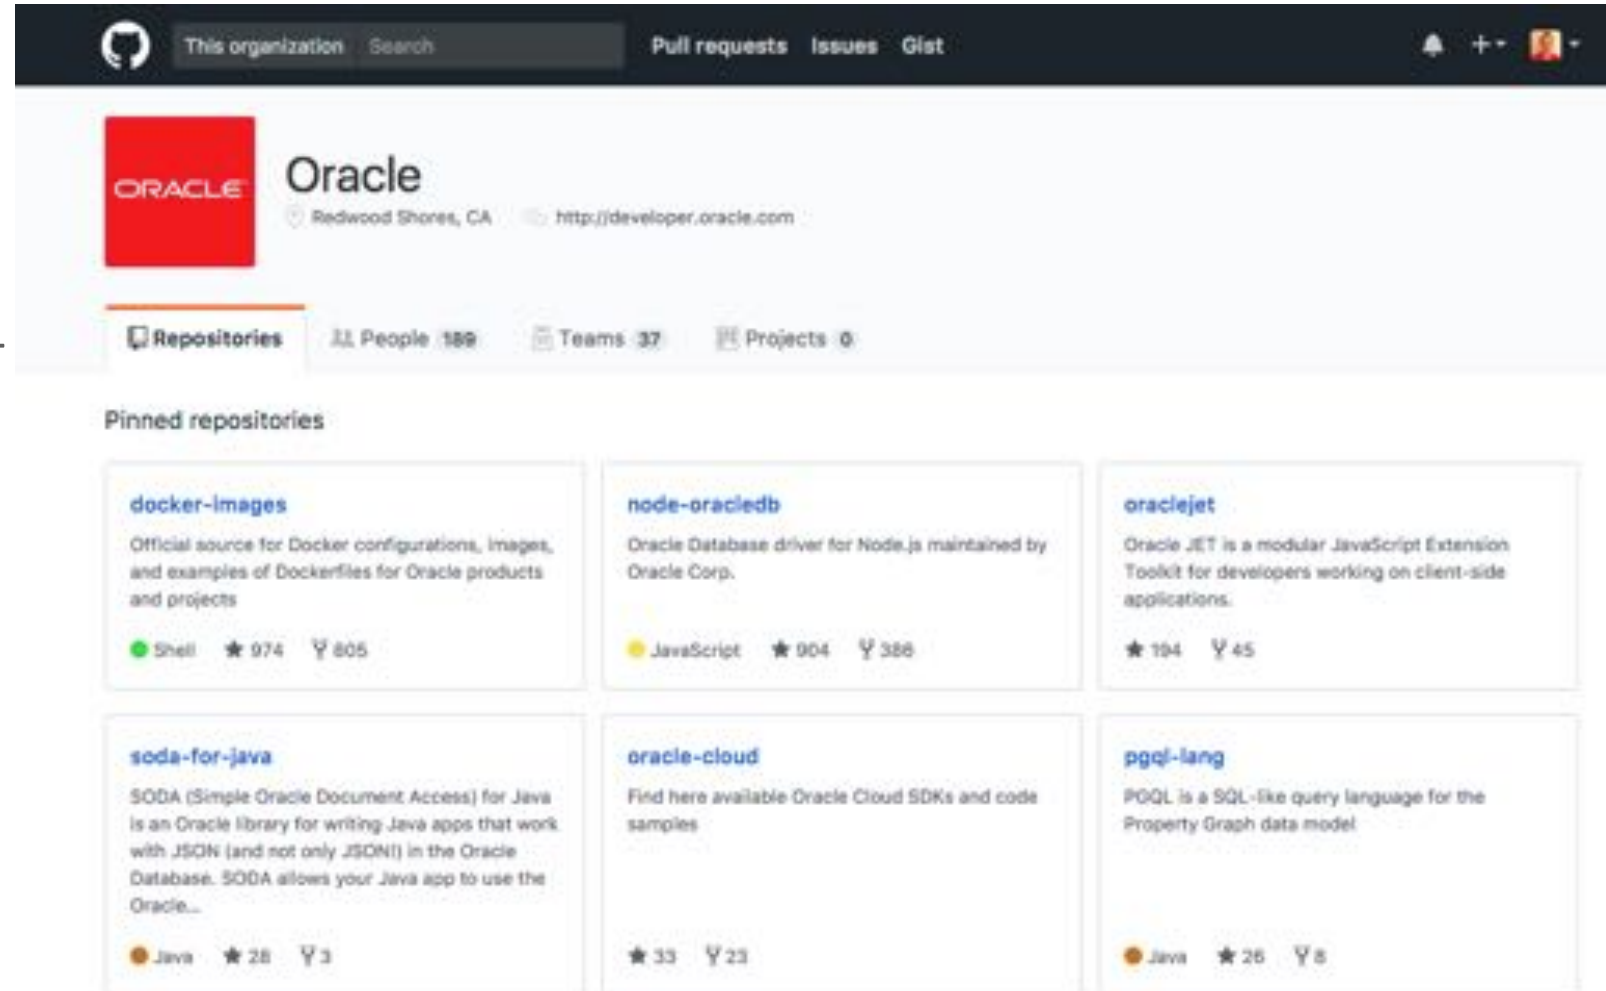 This organization Search Pull requests Issues Gist
ORACLE
Oracle
Redwood Shores, CA http://developer.oracle.com
Repositories People 189 Teams 37 Projects 0
Pinned repositories
docker-images
Official source for Docker configurations, images,
and examples of Dockerfiles for Oracle products
and projects
Shell 974 805
node-oracledb
Oracle Database driver for Node.js maintained by
Oracle Corp.
JavaScript 904 386
oraclejet
Oracle JET is a modular JavaScript Extension
Toolkit for developers working on client-side
applications.
194 45
soda-for-java
SODA (Simple Oracle Document Access) for Java
is an Oracle library for writing Java apps that work
with JSON (and not only JSON!) in the Oracle
Database. SODA allows your Java app to use the
Oracle...
Java 28 3
oracle-cloud
Find here available Oracle Cloud SDKs and code
samples
33 23
pgql-lang
PGQL is a SQL-like query language for the
Property Graph data model
Java 26 8